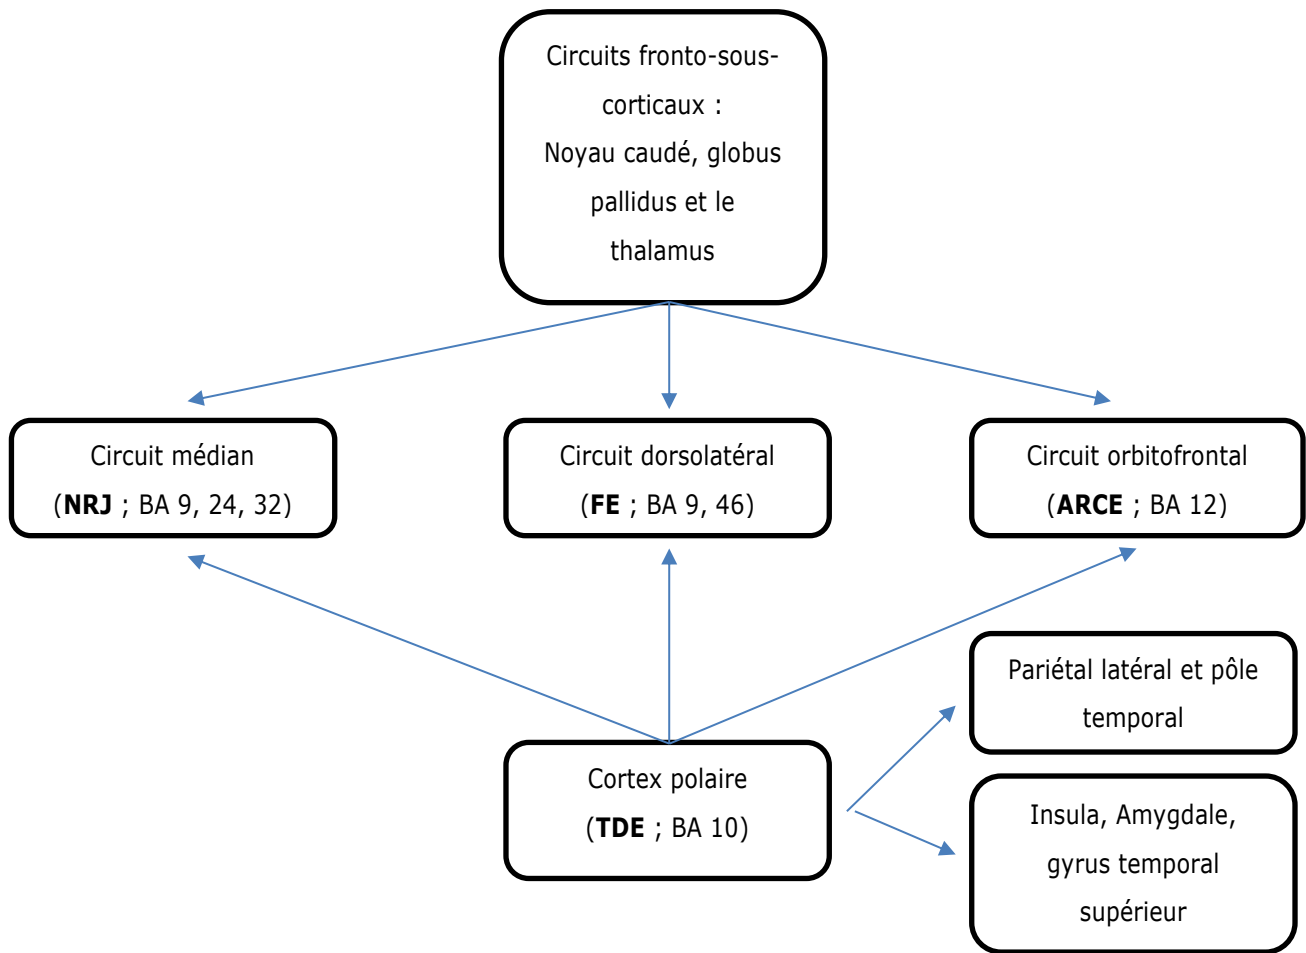 Circuits fronto-sous-
corticaux :
Noyau caudé, globus
pallidus et le
thalamus
Circuit médian
(NRJ ; BA 9, 24, 32)
Circuit dorsolatéral
(FE ; BA 9, 46)
Circuit orbitofrontal
(ARCE ; BA 12)
Pariétal latéral et pôle
temporal
Cortex polaire
(TDE ; BA 10)
Insula, Amygdale,
gyrus temporal
supérieur